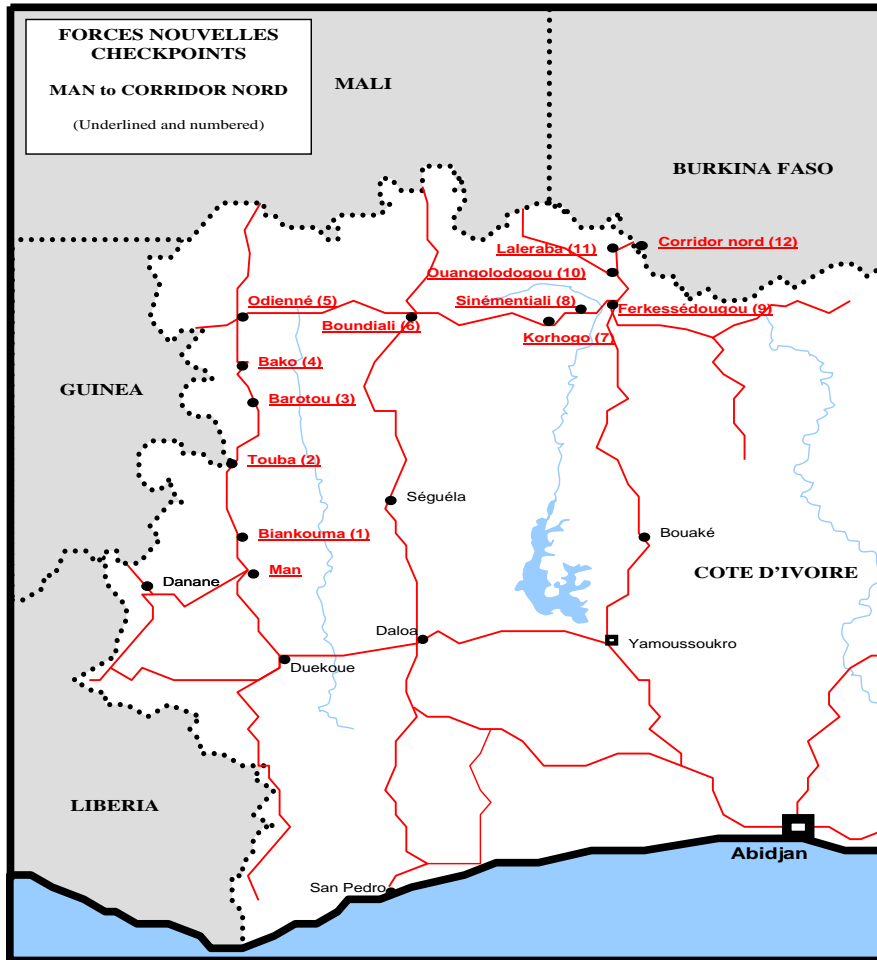 FORCES NOUVELLES
CHECKPOINTS
MAN to CORRIDOR NORD
(Underlined and numbered)
MALI
BURKINA FASO
Laleraba (11)
Corridor nord (12)
Ouangolodogou (10)
Odienné (5)
Sinémentiali (8)
Ferkessédougou (9)
Boundiali (6)
Korhogo (7)
Bako (4)
GUINEA
Barotou (3)
Touba (2)
Séguéla
Biankouma (1)
Bouaké
Man
COTE D'IVOIRE
Danane
Daloa
Yamoussoukro
Duekoue
LIBERIA
Abidjan
San Pedro